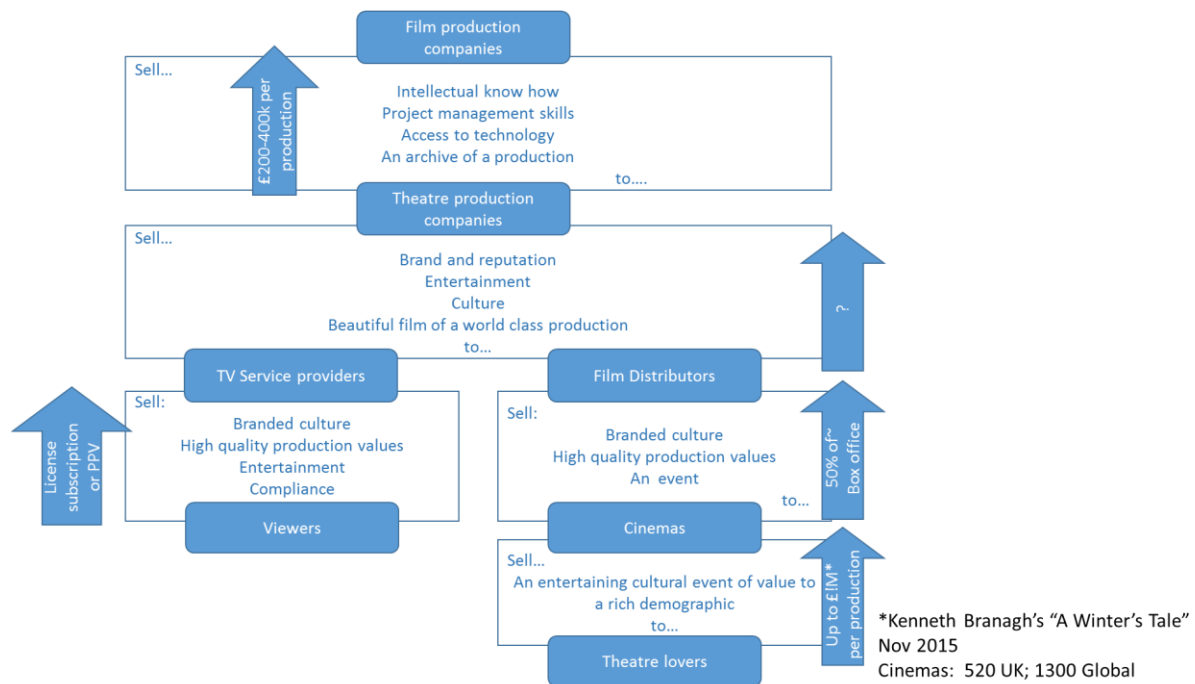 Film production
companies
Sell...
£200-400k per
production
Intellectual know how
Project management skills
Access to technology
An archive of a production
to....
Theatre production
companies
Sell...
Brand and reputation
Entertainment
Culture
Beautiful film of a world class production
to...
?
TV Service providers
Film Distributors
License
subscription
or PPV
Sell:
Branded culture
High quality production values
Entertainment
Compliance
Viewers
Sell:
Branded culture
High quality production values
An event
to...
50% of~
Box office
Cinemas
Sell...
An entertaining cultural event of value to
a rich demographic
to...
Up to £!M*
per production
Theatre lovers
*Kenneth Branagh's “A Winter's Tale”
Nov 2015
Cinemas: 520 UK; 1300 Global